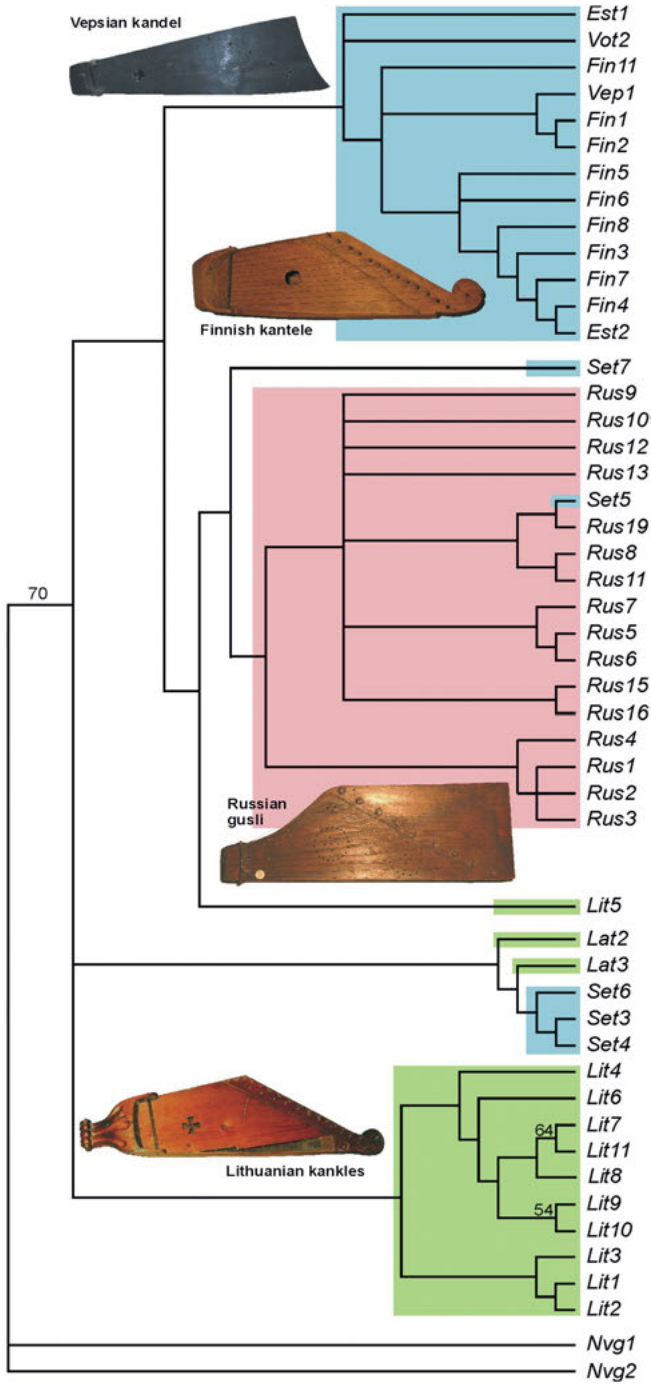 Vepsian kandel
Est1
Vot2
Fin11
Vep1
Fin1
Fin2
Fin5
Fin6
Fin8
Fin3
Fin7
Fin4
Est2
Finnish kantele
Set7
Rus9
Rus10
Rus12
Rus13
Set5
Rus19
Rus8
Rus11
70
Rus7
Rus5
Rus6
Rus15
Rus16
Rus4
Rus1
Rus2
Rus3
Russian
gusli
Lit5
Lat2
Lat3
Set6
Set3
Set4
Lit4
Lit6
64
Lit7
Lit11
Lit8
Lithuanian kankles
54
Lit9
Lit10
Lit3
Lit1
Lit2
Nvg1
Nvg2